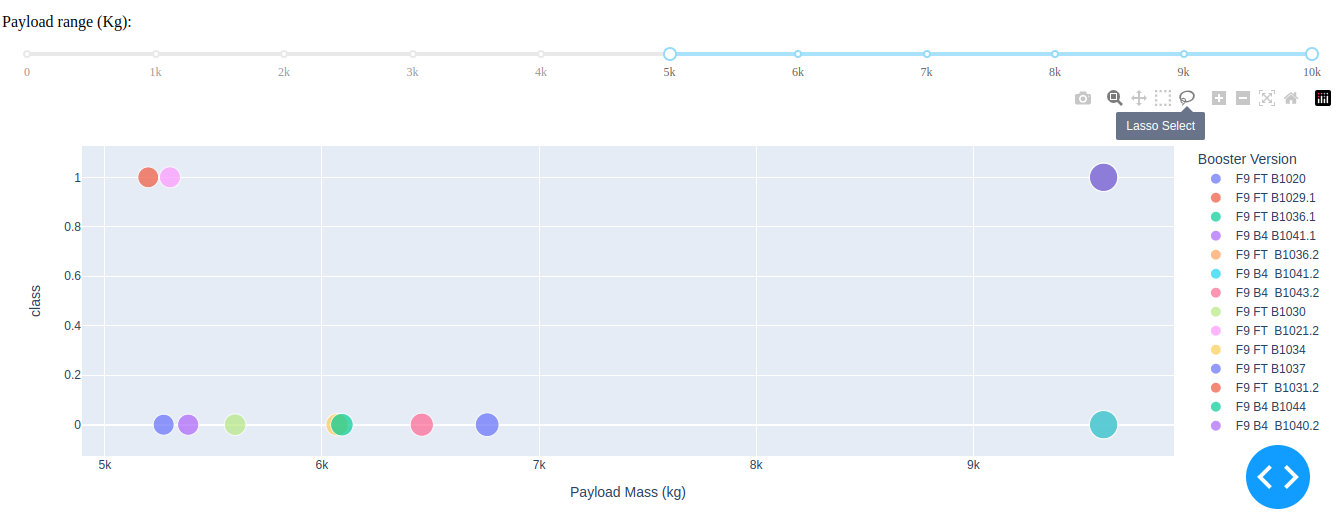 Payload range (Kg):
0 1k 2k 3k 4k 5k 6k 7k 8k 9k 10k
Lasso Select
Booster Version
F9 FT B1020
F9 FT B1029.1
F9 FT B1036.1
F9 B4 B1041.1
F9 FT  B1036.2
F9 B4  B1041.2
F9 B4  B1043.2
F9 FT B1030
F9 FT  B1021.2
F9 FT B1034
F9 FT B1037
F9 FT  B1031.2
F9 B4 B1044
F9 B4  B1040.2
1
0.8
0.6
0.4
0.2
0
class
5k 6k 7k 8k 9k
Payload Mass (kg)